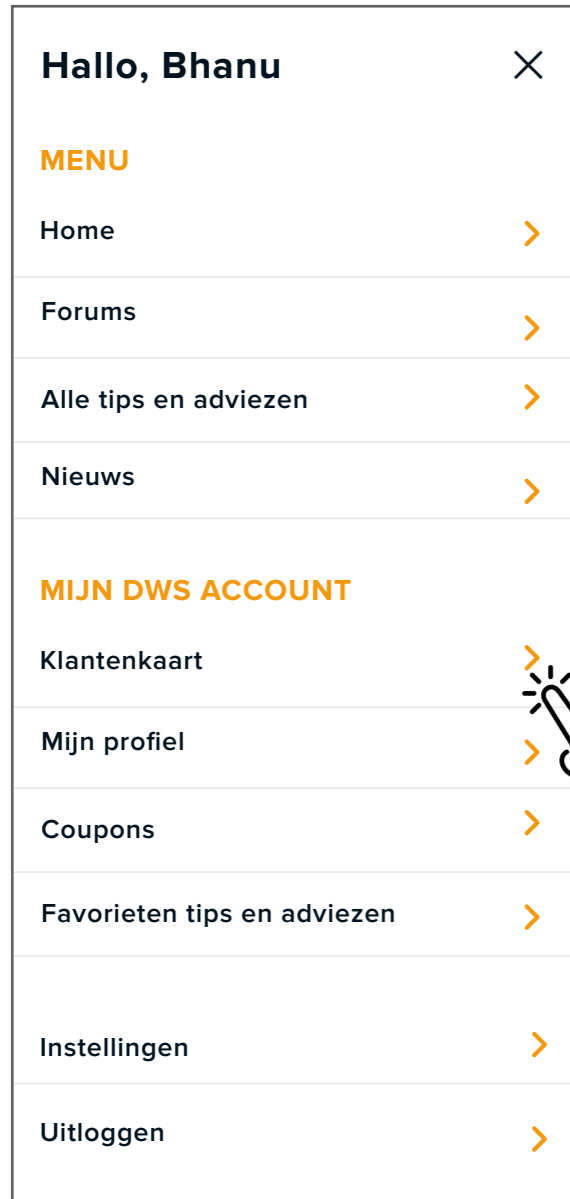 Hallo, Bhanu
MENU
Home
Forums
Alle tips en adviezen
Nieuws
MIJN DWS ACCOUNT
Klantenkaart
Mijn profiel
Coupons
Favorieten tips en adviezen
Instellingen
Uitloggen